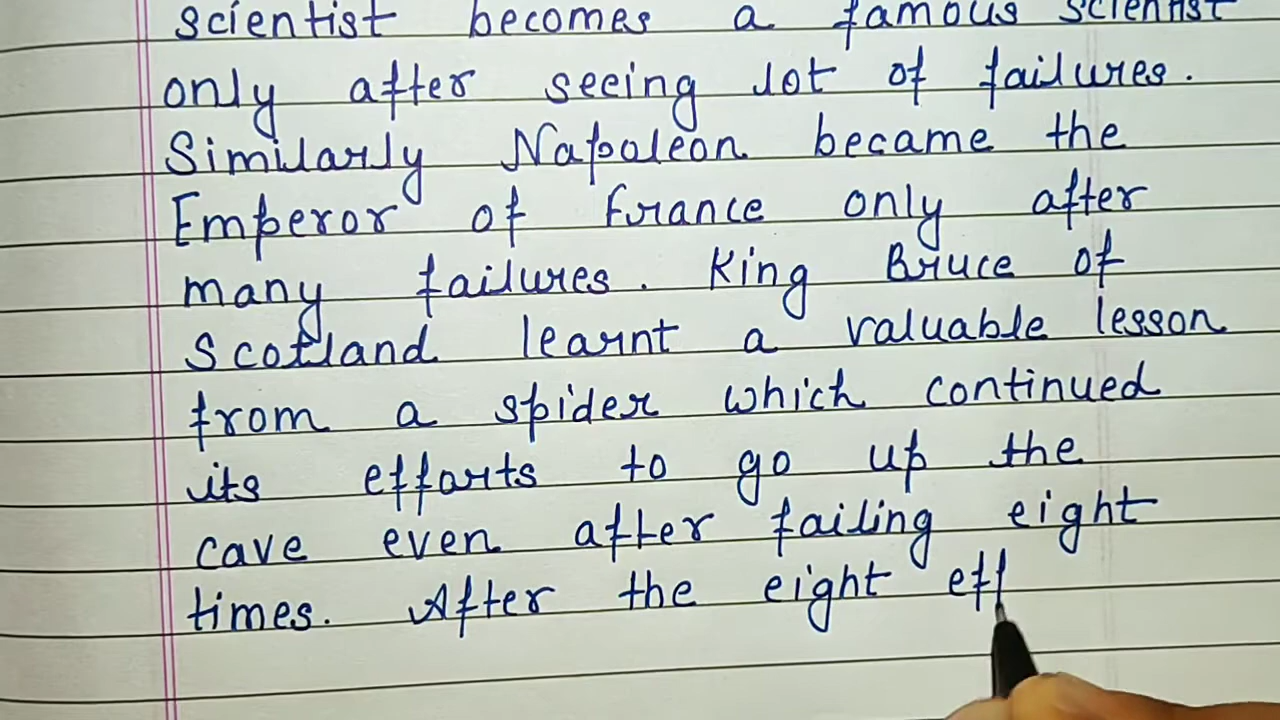 scientist becomes a famous scientist
only after seeing lot of failures.
Similarly Napoleon became the
Emperor of france only after
many failures. King Bruce of
Scotland learnt a valuable lesson
from a spider which continued
its efforts to go up the
cave even after failing eight
times. After the eight eff